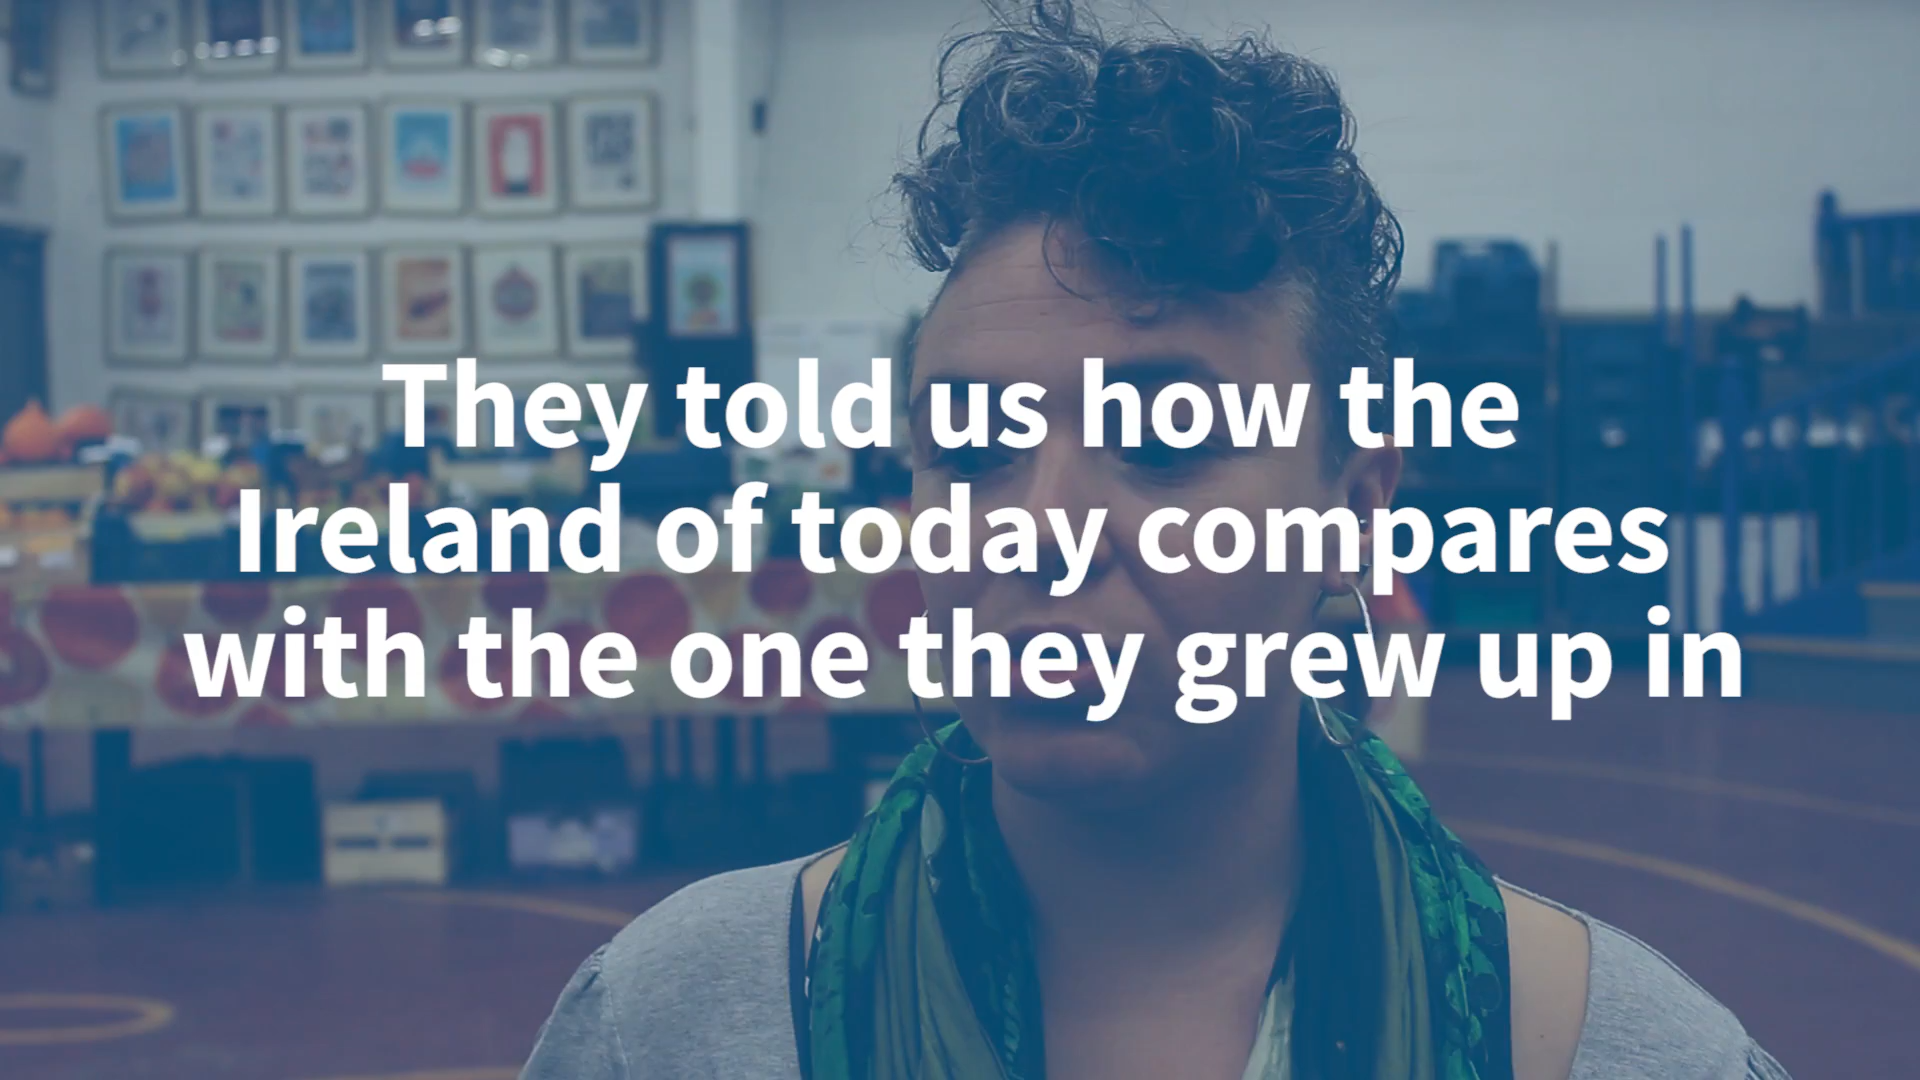 They told us how the
Ireland of today compares
with the one they grew up in